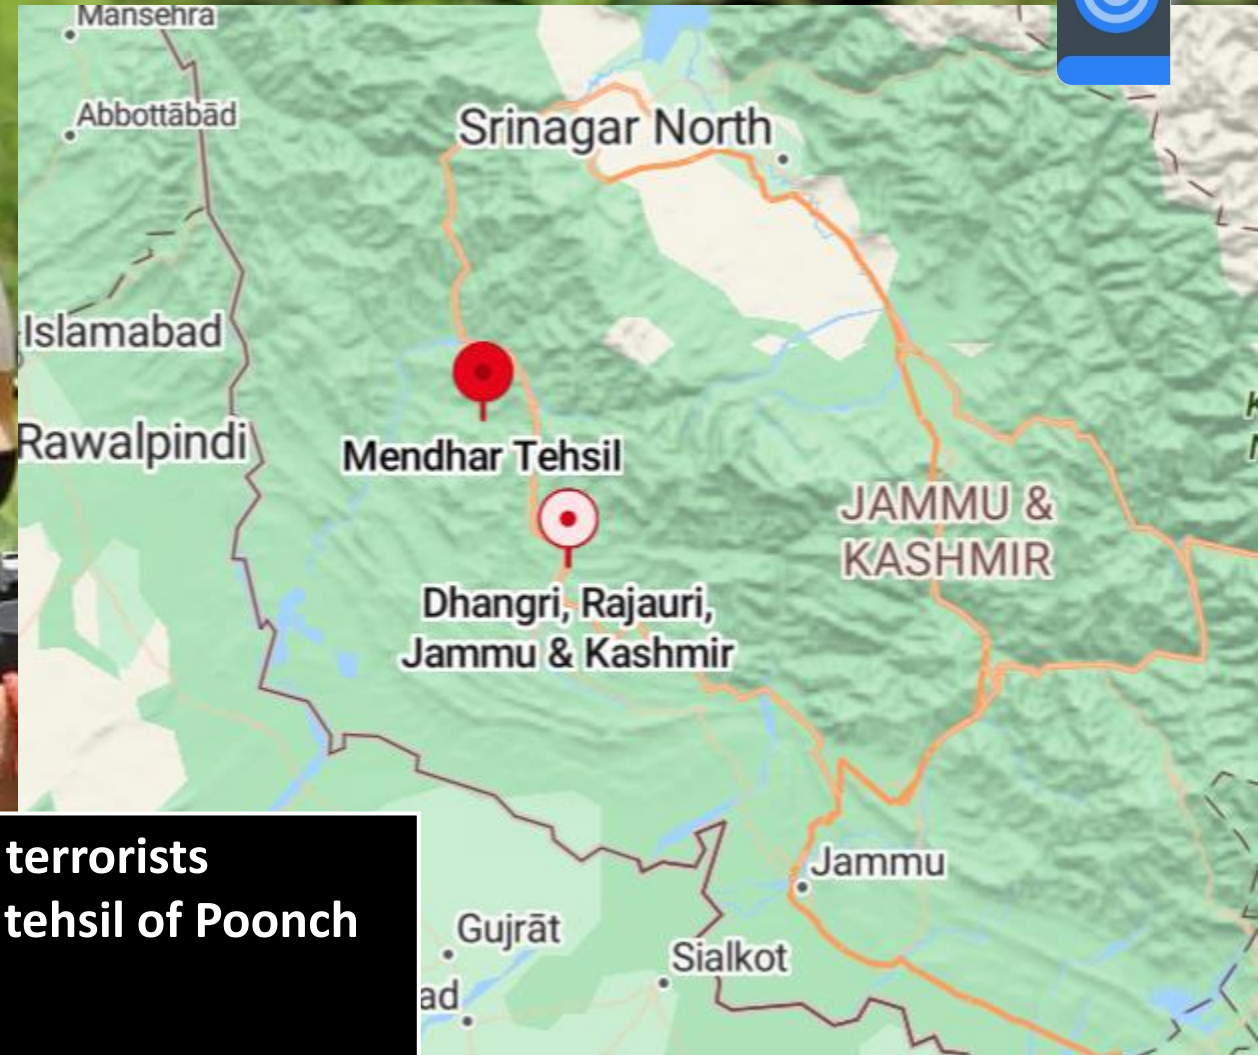 Mansehra
Abbottābād
Srinagar North
Islamabad
Rawalpindi
Mendhar Tehsil
JAMMU &
KASHMIR
Dhangri, Rajauri,
Jammu & Kashmir
terrorists
tehsil of Poonch
Jammu
Gujrāt
Sialkot
ad